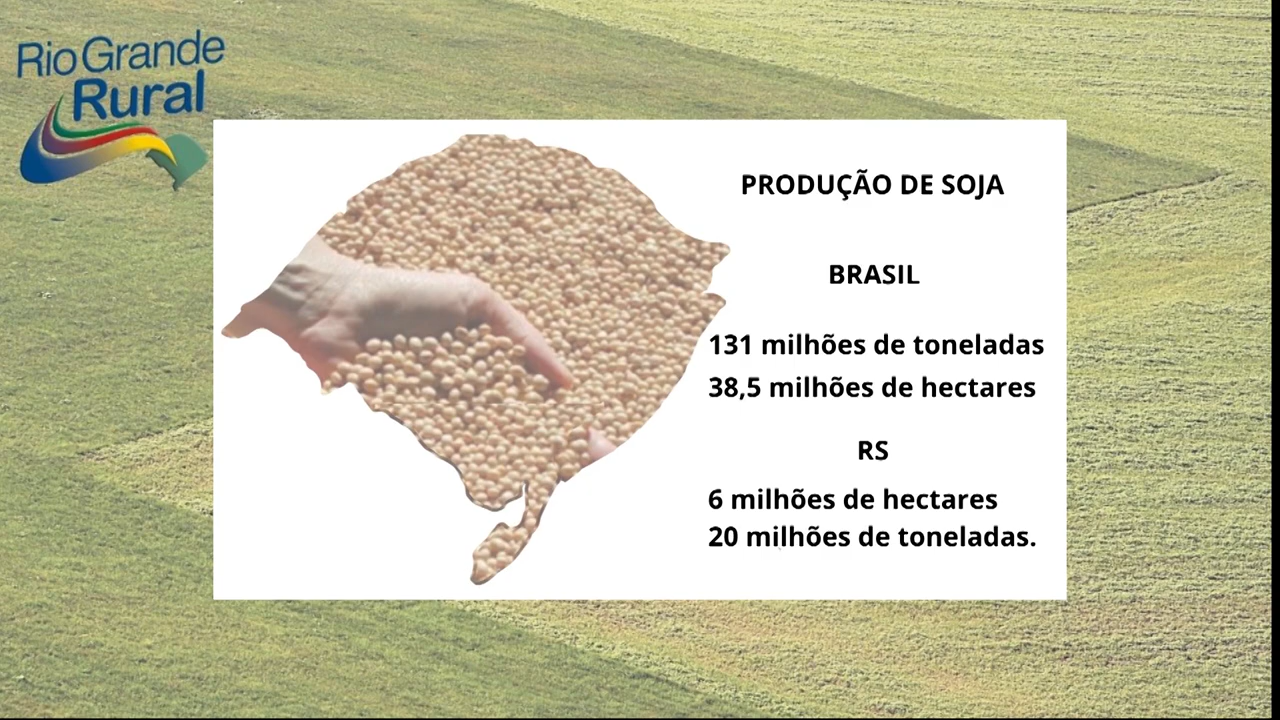 Rio Grande
Rural
PRODUÇÃO DE SOJA
BRASIL
131 milhões de toneladas
38,5 milhões de hectares
RS
6 milhões de hectares
20 milhões de toneladas.